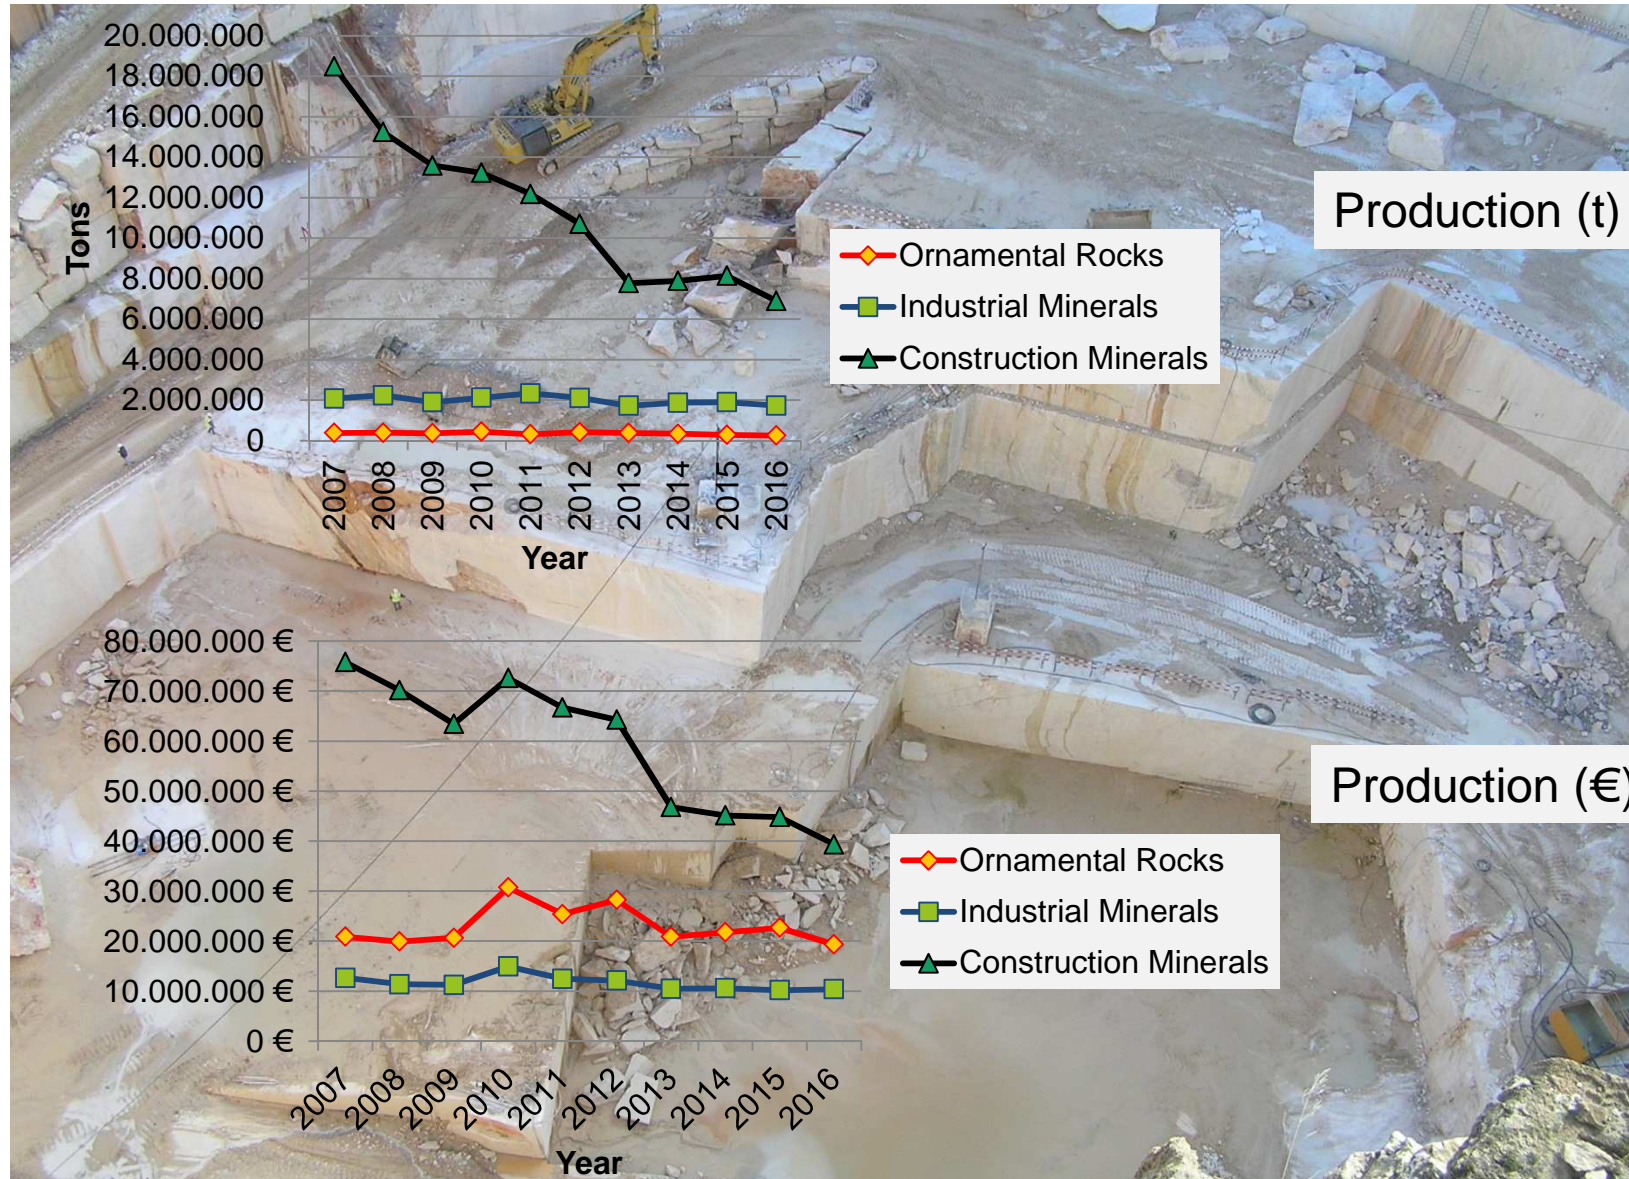 20.000.000
18.000.000
16.000.000
14.000.000
12.000.000
10.000.000
8.000.000
6.000.000
4.000.000
2.000.000
0
Tons
2007 2008 2009 2010 2011 2012 2013 2014 2015 2016
Year
Ornamental Rocks
Industrial Minerals
Construction Minerals
Production (t)
80.000.000 €
70.000.000 €
60.000.000 €
50.000.000 €
40.000.000 €
30.000.000 €
20.000.000 €
10.000.000 €
0 €
2007 2008 2009 2010 2011 2012 2013 2014 2015 2016
Year
Ornamental Rocks
Industrial Minerals
Construction Minerals
Production (€)